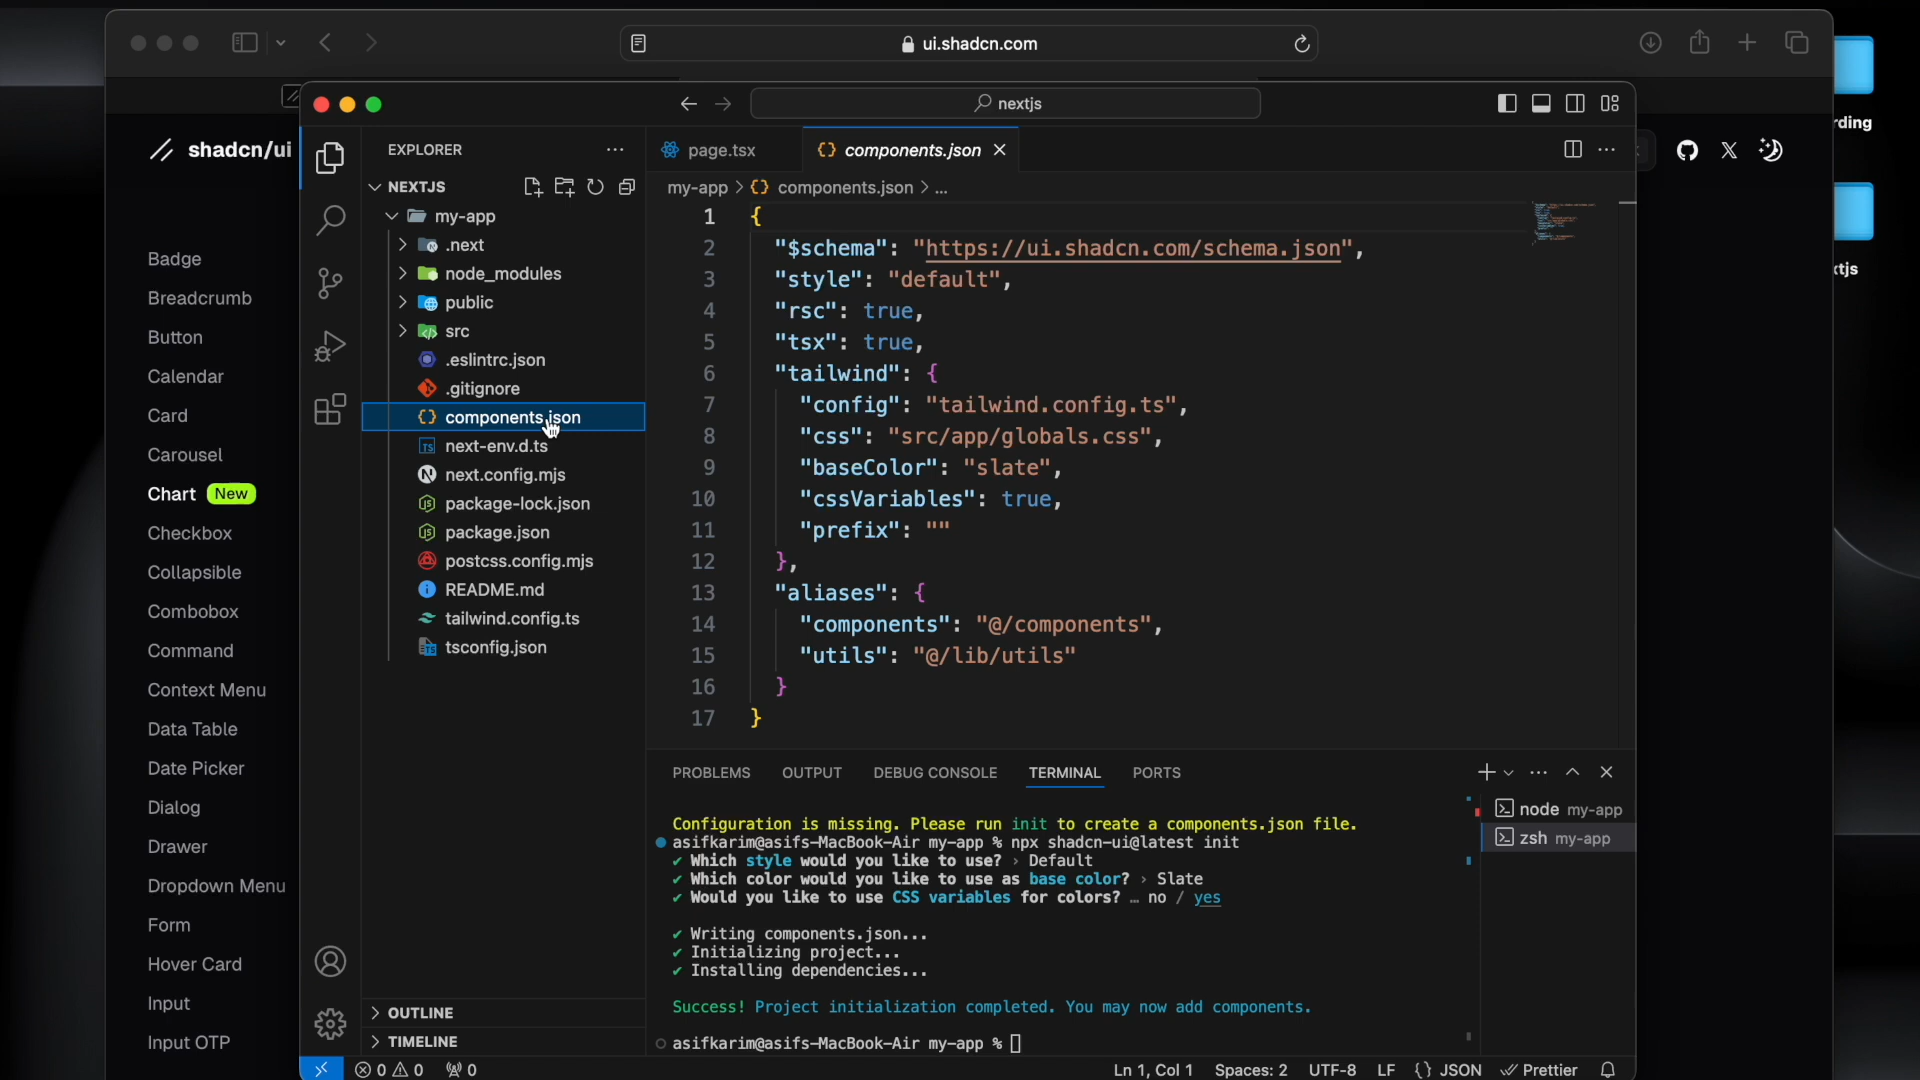 ui.shadcn.com
rding
tjs
shadcn/ui
Badge
Breadcrumb
Button
Calendar
Card
Carousel
Chart New
Checkbox
Collapsible
Combobox
Command
Context Menu
Data Table
Date Picker
Dialog
Drawer
Dropdown Menu
Form
Hover Card
Input
Input OTP
nextjs
EXPLORER
NEXTJS
my-app
.next
node_modules
public
src
.eslintrc.json
.gitignore
components.json
next-env.d.ts
next.config.mjs
package-lock.json
package.json
postcss.config.mjs
README.md
tailwind.config.ts
tsconfig.json
OUTLINE
TIMELINE
page.tsx
components.json
my-app > {} components.json > ...
1 {
2 "$schema": "https://ui.shadcn.com/schema.json",
3 "style": "default",
4 "rsc": true,
5 "tsx": true,
6 "tailwind": {
7 "config": "tailwind.config.ts",
8 "css": "src/app/globals.css",
9 "baseColor": "slate",
10 "cssVariables": true,
11 "prefix": ""
12 },
13 "aliases": {
14 "components": "@/components",
15 "utils": "@/lib/utils"
16 }
17 }
PROBLEMS OUTPUT DEBUG CONSOLE TERMINAL PORTS
Configuration is missing. Please run init to create a components.json file.
asifkarim@asifs-MacBook-Air my-app % npx shadcn-ui@latest init
✔ Which style would you like to use? › Default
✔ Which color would you like to use as base color? › Slate
✔ Would you like to use CSS variables for colors? … no / yes
✔ Writing components.json...
✔ Initializing project...
✔ Installing dependencies...
Success! Project initialization completed. You may now add components.
asifkarim@asifs-MacBook-Air my-app %
node my-app
zsh my-app
0 0 0
Ln 1, Col 1 Spaces: 2 UTF-8 LF {} JSON Prettier